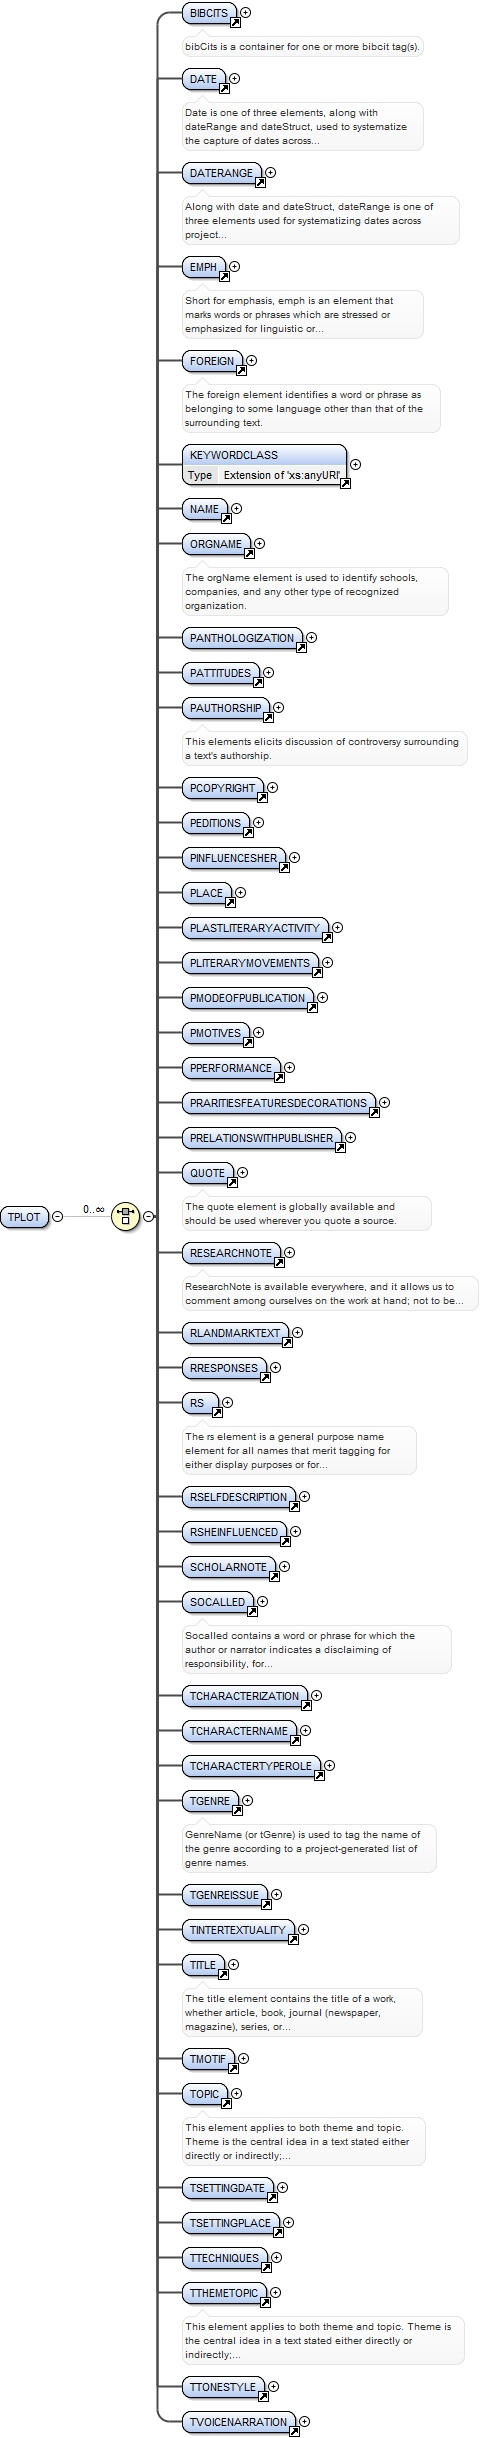 BIBCITS
bibCits is a container for one or more bibcit tag(s).
DATE
Date is one of three elements, along with
dateRange and dateStruct, used to systematize
the capture of dates across...
DATERANGE
Along with date and dateStruct, dateRange is one of
three elements used for systematizing dates across
project...
EMPH
Short for emphasis, emph is an element that
marks words or phrases which are stressed or
emphasized for linguistic or...
FOREIGN
The foreign element identifies a word or phrase as
belonging to some language other than that of the
surrounding text.
KEYWORDCLASS
Type Extension of 'xs:anyURI'
NAME
ORGNAME
The orgName element is used to identify schools,
companies, and any other type of recognized
organization.
PANTHOLOGIZATION
PATTITUDES
PAUTHORSHIP
This elements elicits discussion of controversy surrounding
a text's authorship.
PCOPYRIGHT
PEDITIONS
PINFLUENCESHER
PLACE
PLASTLITERARYACTIVITY
PLITERARYMOVEMENTS
PMODEOFPUBLICATION
PMOTIVES
PPERFORMANCE
PRARITIESFEATURESDECORATIONS
PRELATIONSWITHPUBLISHER
QUOTE
The quote element is globally available and
should be used wherever you quote a source.
TPLOT 0..∞
RESEARCHNOTE
ResearchNote is available everywhere, and it allows us to
comment among ourselves on the work at hand; not to be...
RLANDMARKTEXT
RRESPONSES
RS
The rs element is a general purpose name
element for all names that merit tagging for
either display purposes or for...
RSELFDESCRIPTION
RSHEINFLUENCED
SCHOLARNOTE
SOCALLED
Socalled contains a word or phrase for which the
author or narrator indicates a disclaiming of
responsibility, for...
TCHARACTERIZATION
TCHARACTERNAME
TCHARACTERTYPEROLE
TGENRE
GenreName (or tGenre) is used to tag the name of
the genre according to a project-generated list of
genre names.
TGENREISSUE
TINTERTEXTUALITY
TITLE
The title element contains the title of a work,
whether article, book, journal (newspaper,
magazine), series, or...
TMOTIF
TOPIC
This element applies to both theme and topic.
Theme is the central idea in a text stated either
directly or indirectly;...
TSETTINGDATE
TSETTINGPLACE
TTECHNIQUES
TTHEMETOPIC
This element applies to both theme and topic. Theme is
the central idea in a text stated either directly or
indirectly;...
TTONESTYLE
TVOICENARRATION